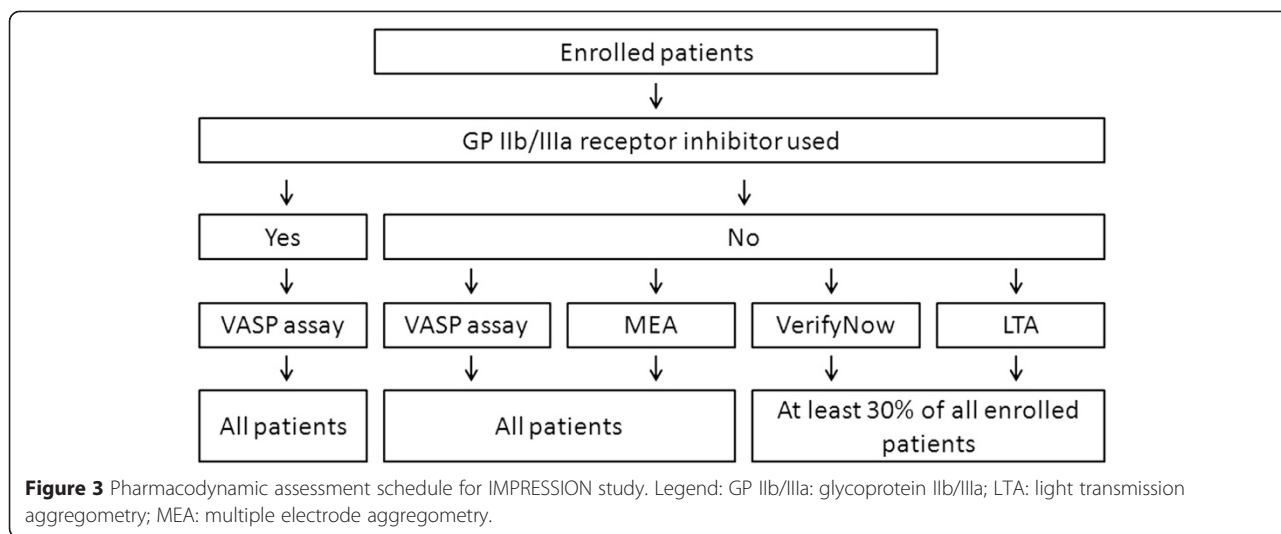 Enrolled patients
GP IIb/IIIa receptor inhibitor used
Yes
No
VASP assay
VASP assay
MEA
VerifyNow
LTA
All patients
All patients
At least 30% of all enrolled
patients
Figure 3 Pharmacodynamic assessment schedule for IMPRESSION study. Legend: GP IIb/IIIa: glycoprotein IIb/IIIa; LTA: light transmission
aggregometry; MEA: multiple electrode aggregometry.